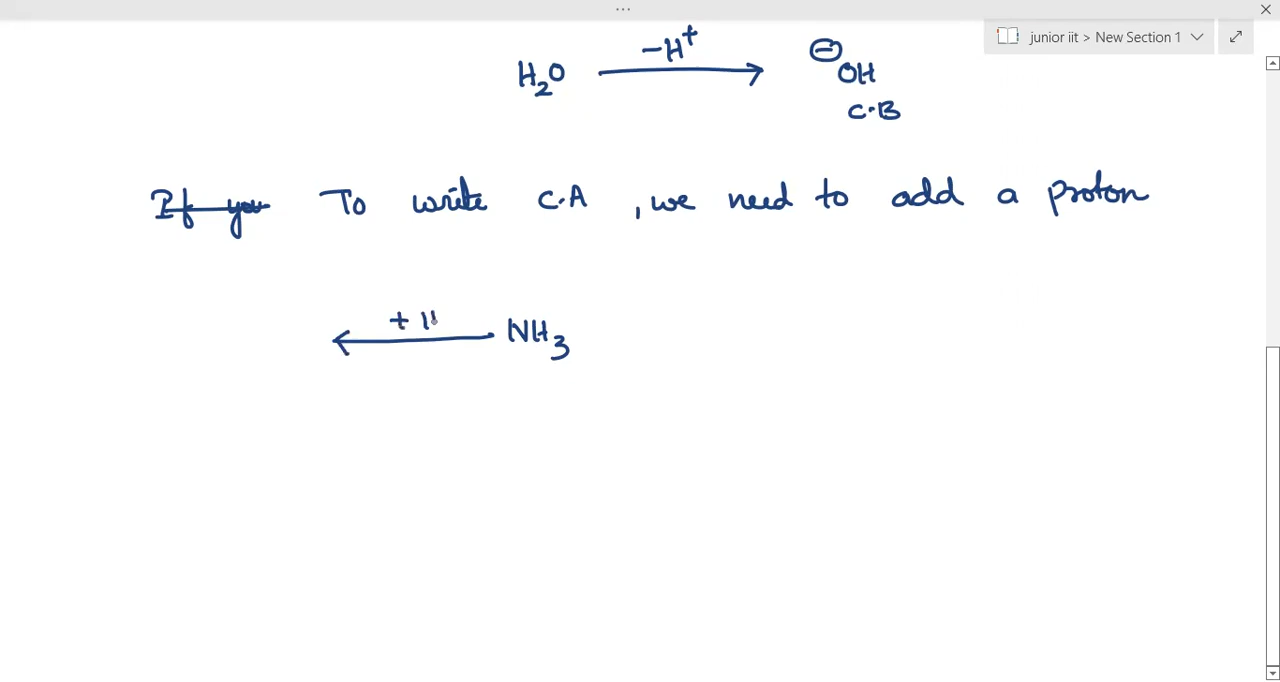 junior iit > New Section 1
H₂O -H⁺ ⊖OH
C·B
If you To write C.A , we need to add a proton
+ H NH₃